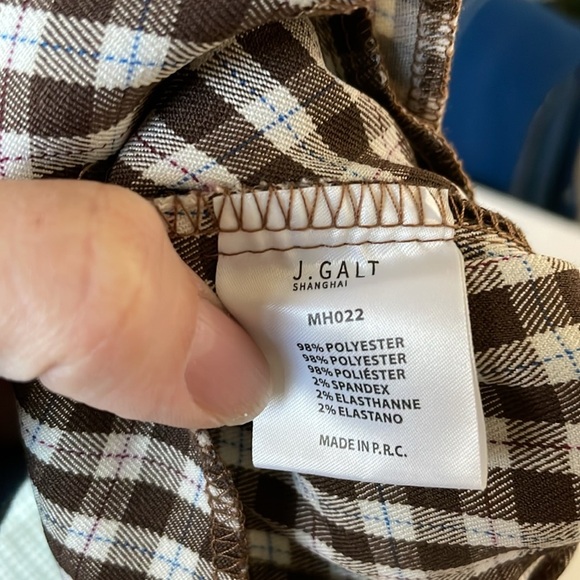 J.GALT
SHANGHAI
MH022
98% POLYESTER
98% POLYESTER
98% POLIÉSTER
2% SPANDEX
2% ELASTHANNE
2% ELASTANO
MADE IN P.R.C.